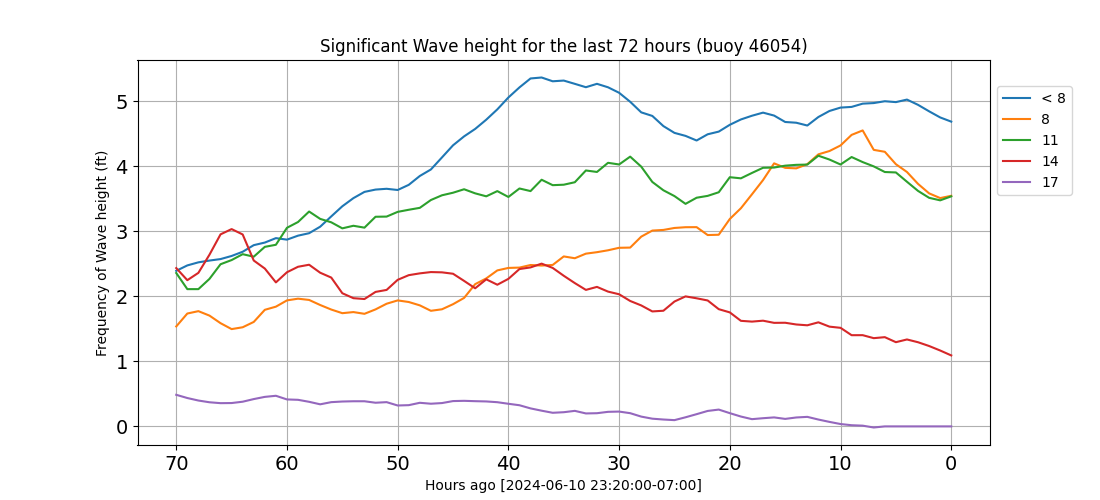 Significant Wave height for the last 72 hours (buoy 46054)
Frequency of Wave height (ft)
5
4
3
2
1
0
70 60 50 40 30 20 10 0
Hours ago [2024-06-10 23:20:00-07:00]
< 8
8
11
14
17